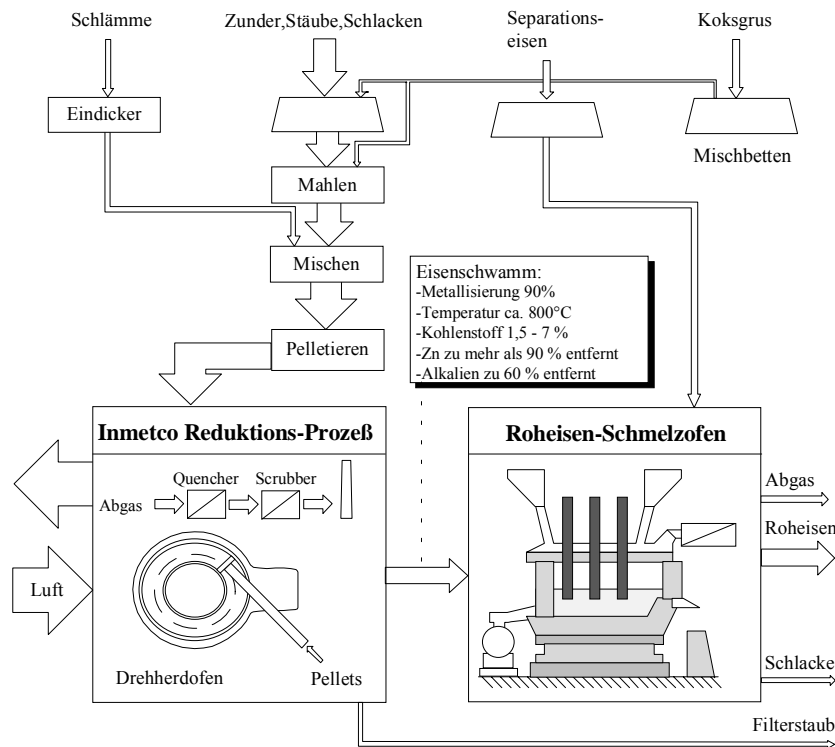 Schlämme
Zunder,Stäube,Schlacken
Separations-
eisen
Koksgrus
Eindicker
Mischbetten
Mahlen
Mischen
Pelletieren
Eisenschwamm:
-Metallisierung 90%
-Temperatur ca. 800°C
-Kohlenstoff 1,5 - 7 %
-Zn zu mehr als 90 % entfernt
-Alkalien zu 60 % entfernt
Inmetco Reduktions-Prozeß
Roheisen-Schmelzofen
Quencher
Scrubber
Abgas
Luft
Drehherdofen
Pellets
Abgas
Roheisen
Schlacke
Filterstaub